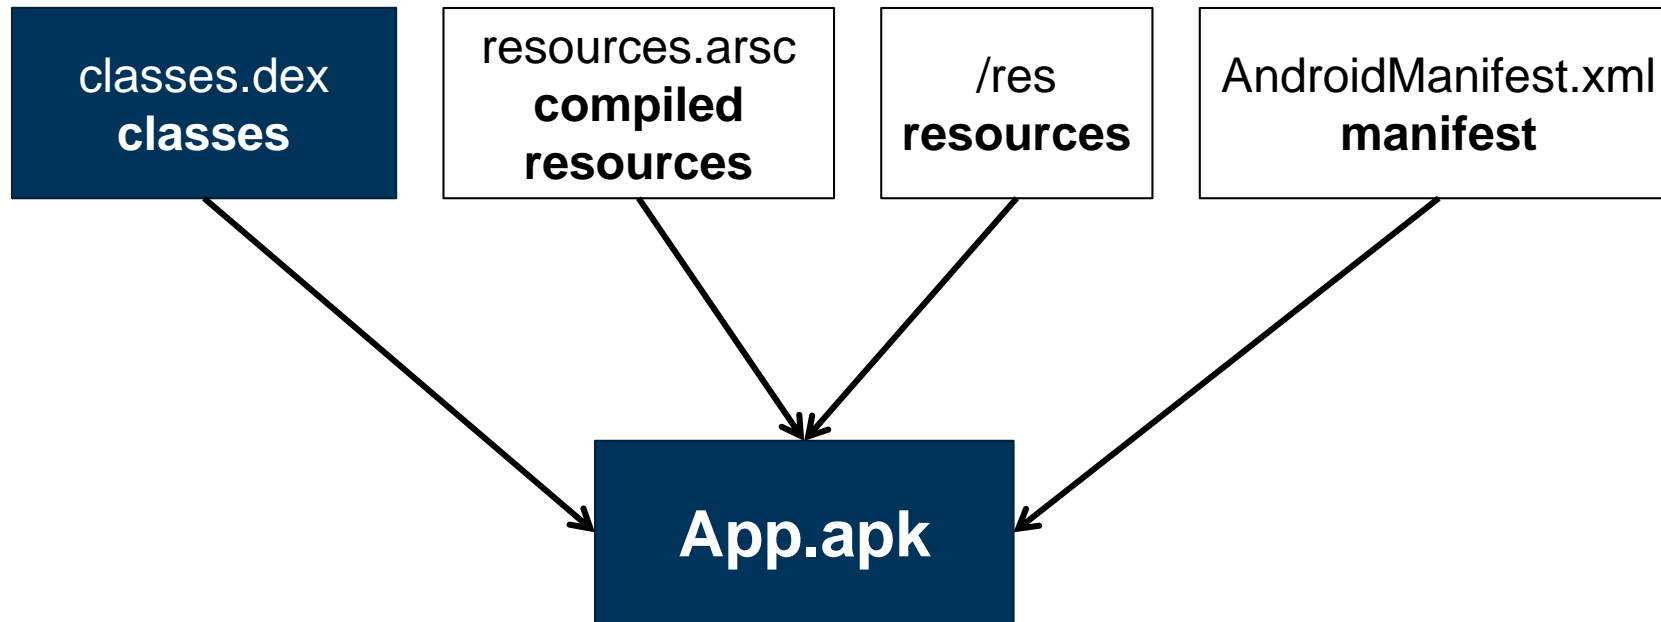 classes.dex
classes
resources.arsc
compiled
resources
/res
resources
AndroidManifest.xml
manifest
App.apk